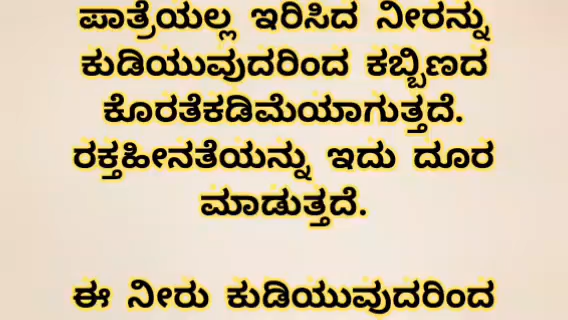 ಪಾತ್ರೆಯಲ್ಲ ಇರಿಸಿದ ನೀರನ್ನು
ಕುಡಿಯುವುದರಿಂದ ಕಬ್ಬಿಣದ
ಕೊರತೆಕಡಿಮೆಯಾಗುತ್ತದೆ.
ರಕ್ತಹೀನತೆಯನ್ನು ಇದು ದೂರ
ಮಾಡುತ್ತದೆ.
ಈ ನೀರು ಕುಡಿಯುವುದರಿಂದ